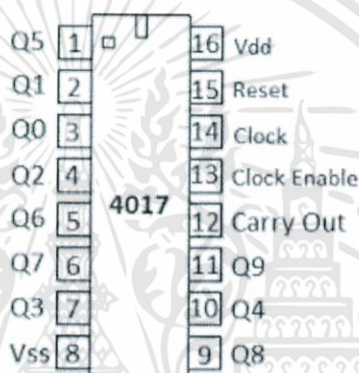 Q5 1 16 Vdd
Q1 2 15 Reset
Q0 3 14 Clock
Q2 4 13 Clock Enable
4017
Q6 5 12 Carry Out
Q7 6 11 Q9
Q3 7 10 Q4
Vss 8 9 Q8